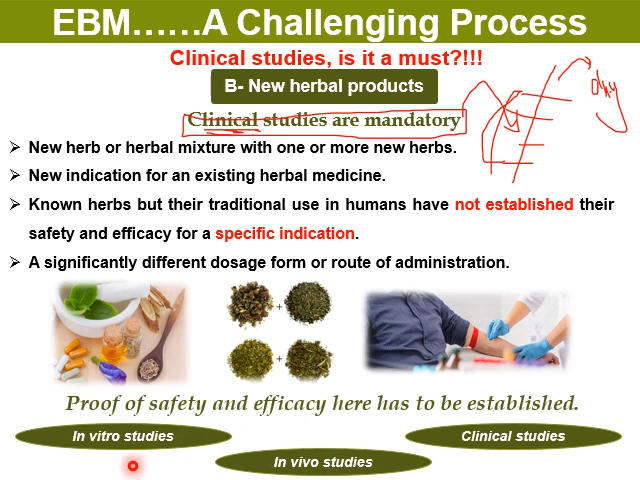 EBM……A Challenging Process
Clinical studies, is it a must?!!!
B- New herbal products
Clinical studies are mandatory
➢ New herb or herbal mixture with one or more new herbs.
➢ New indication for an existing herbal medicine.
➢ Known herbs but their traditional use in humans have not established their
safety and efficacy for a specific indication.
➢ A significantly different dosage form or route of administration.
+
+
Proof of safety and efficacy here has to be established.
In vitro studies
Clinical studies
In vivo studies